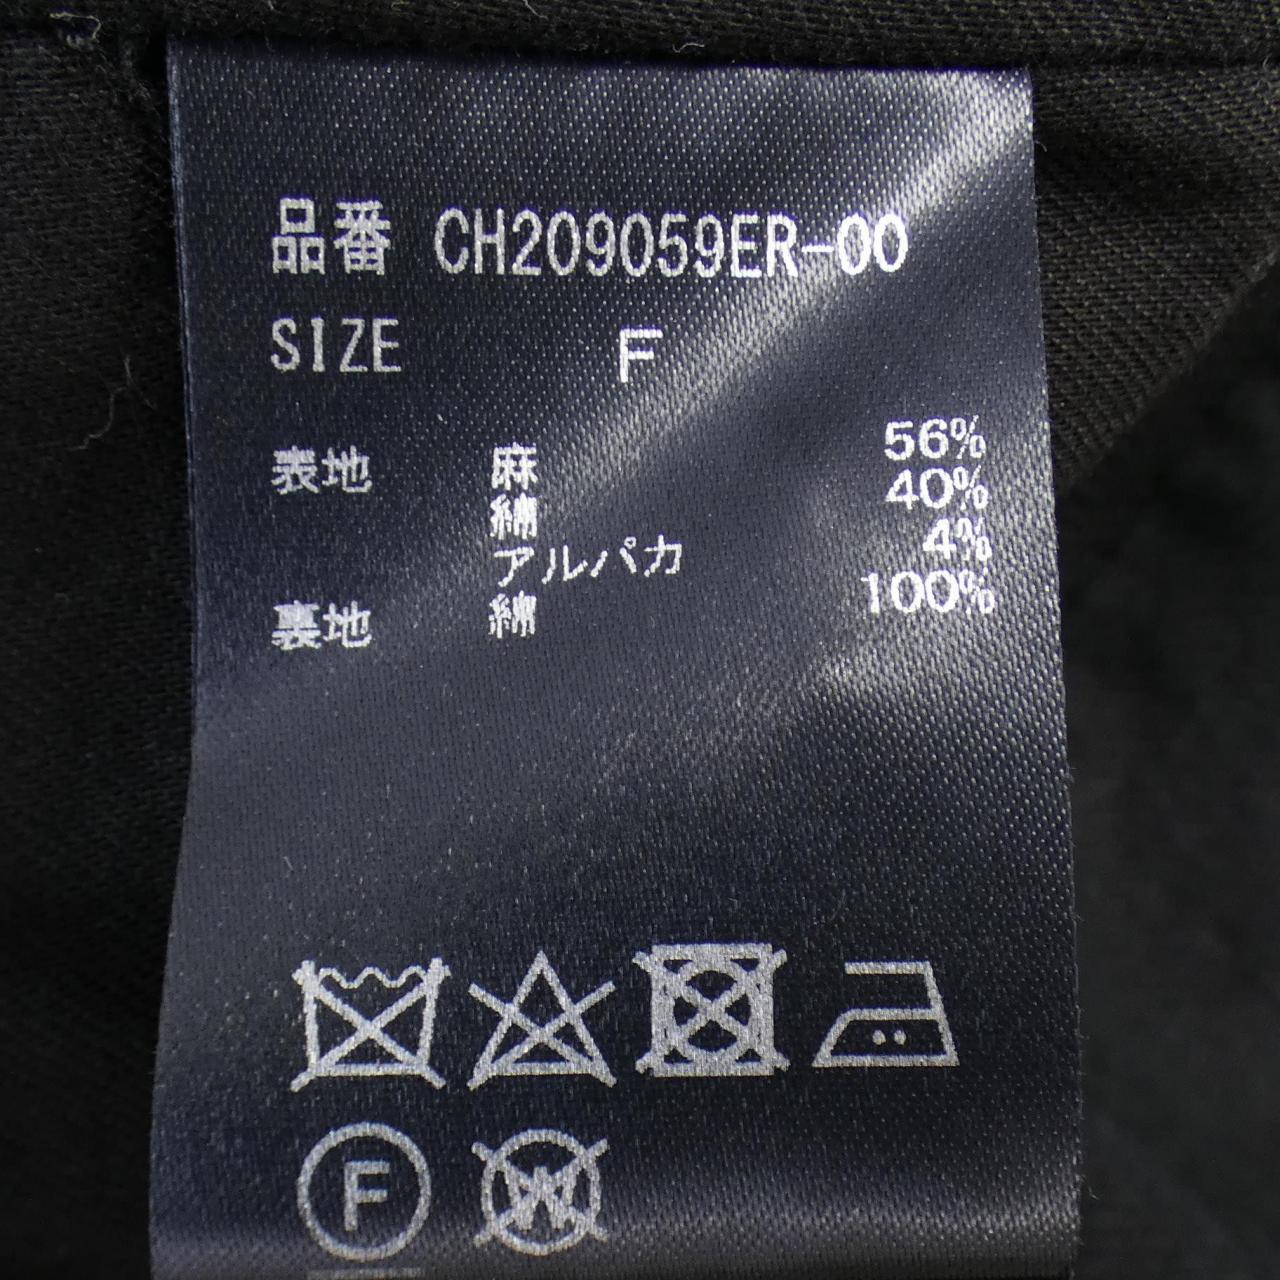 品番 CH209059ER-00
SIZE F
表地 麻 56%
綿 40%
アルパカ 4%
裏地 綿 100%
F
W